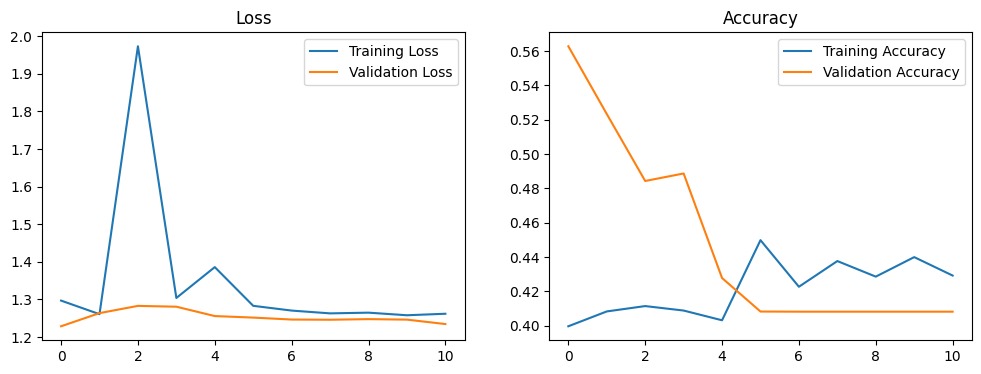 Loss
Training Loss
Validation Loss
2.0
1.9
1.8
1.7
1.6
1.5
1.4
1.3
1.2
0 2 4 6 8 10
Accuracy
Training Accuracy
Validation Accuracy
0.56
0.54
0.52
0.50
0.48
0.46
0.44
0.42
0.40
0 2 4 6 8 10